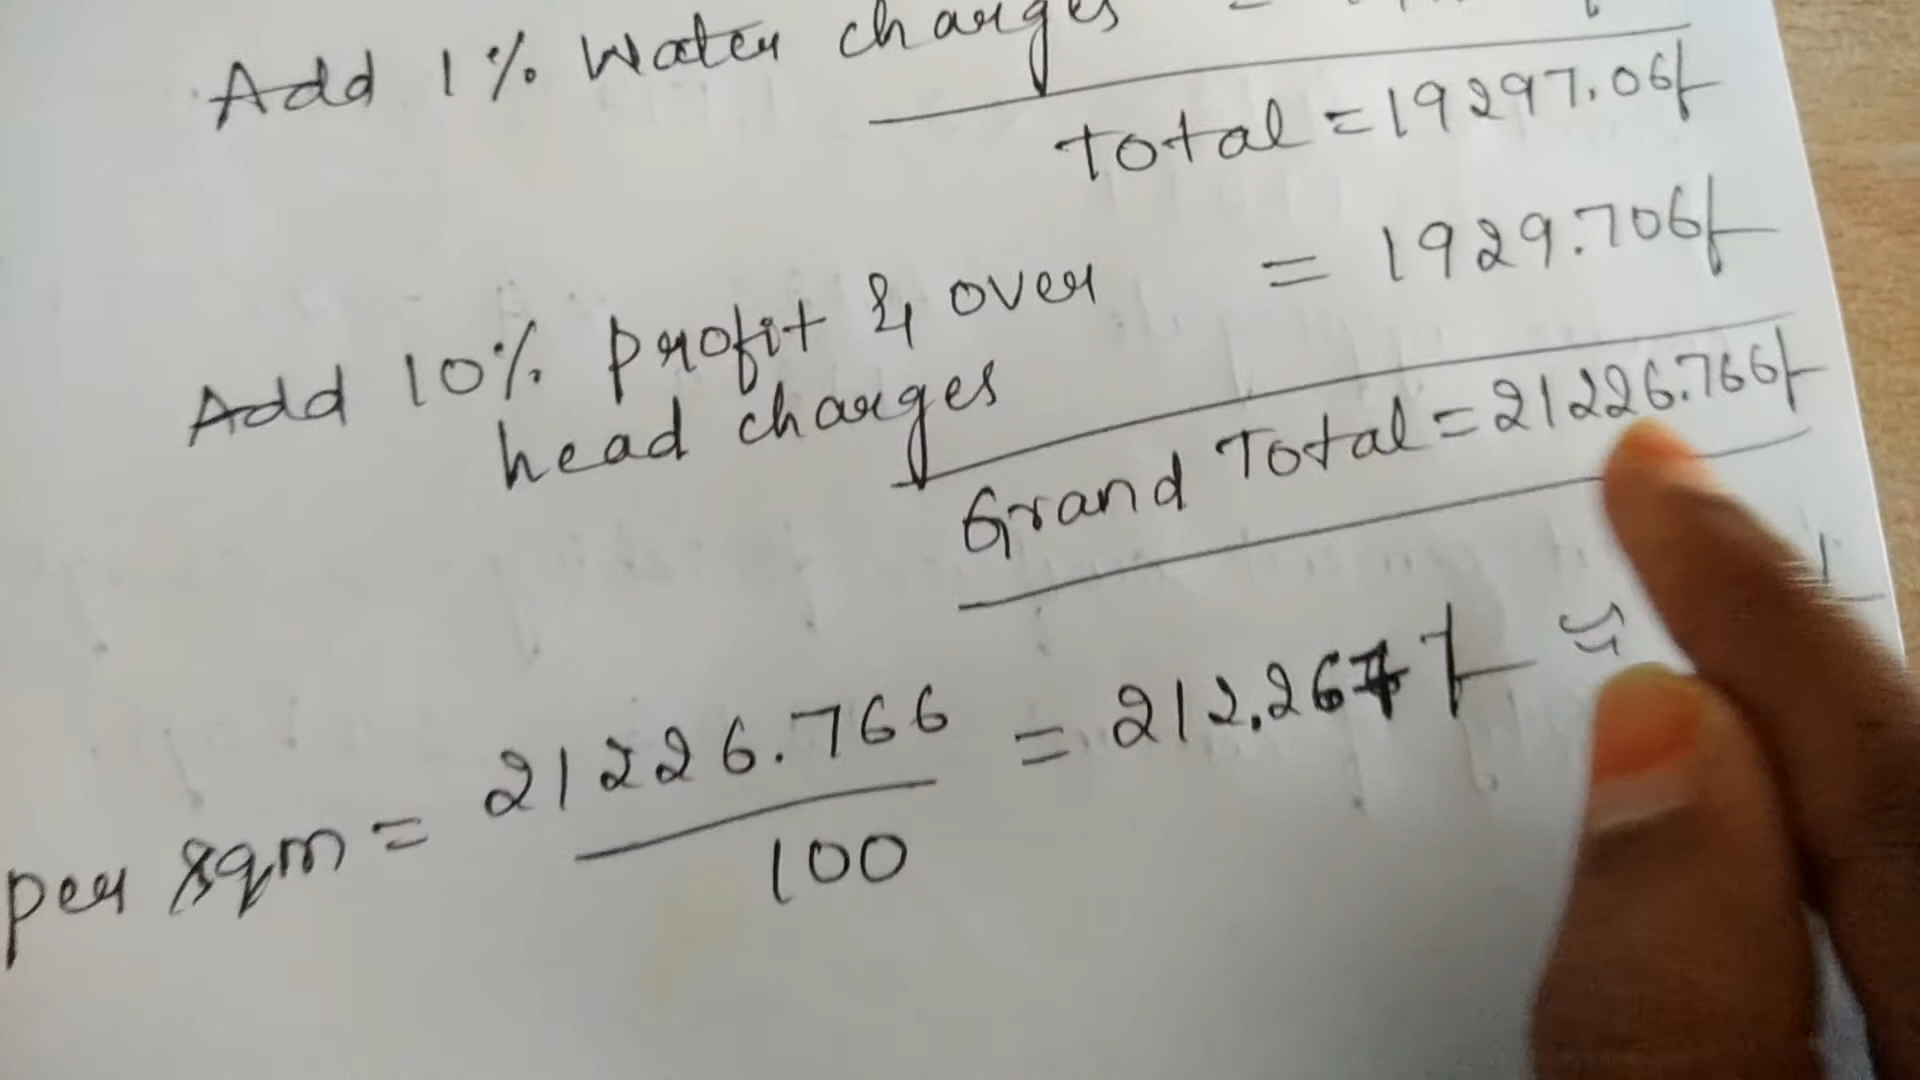 Add 1% Water charges =
Total = 19297.06/-
Add 10% Profit & over = 1929.706/-
head charges
Grand Total = 21226.766/-
per sqm = 21226.766 / 100 = 212.267/- ≈